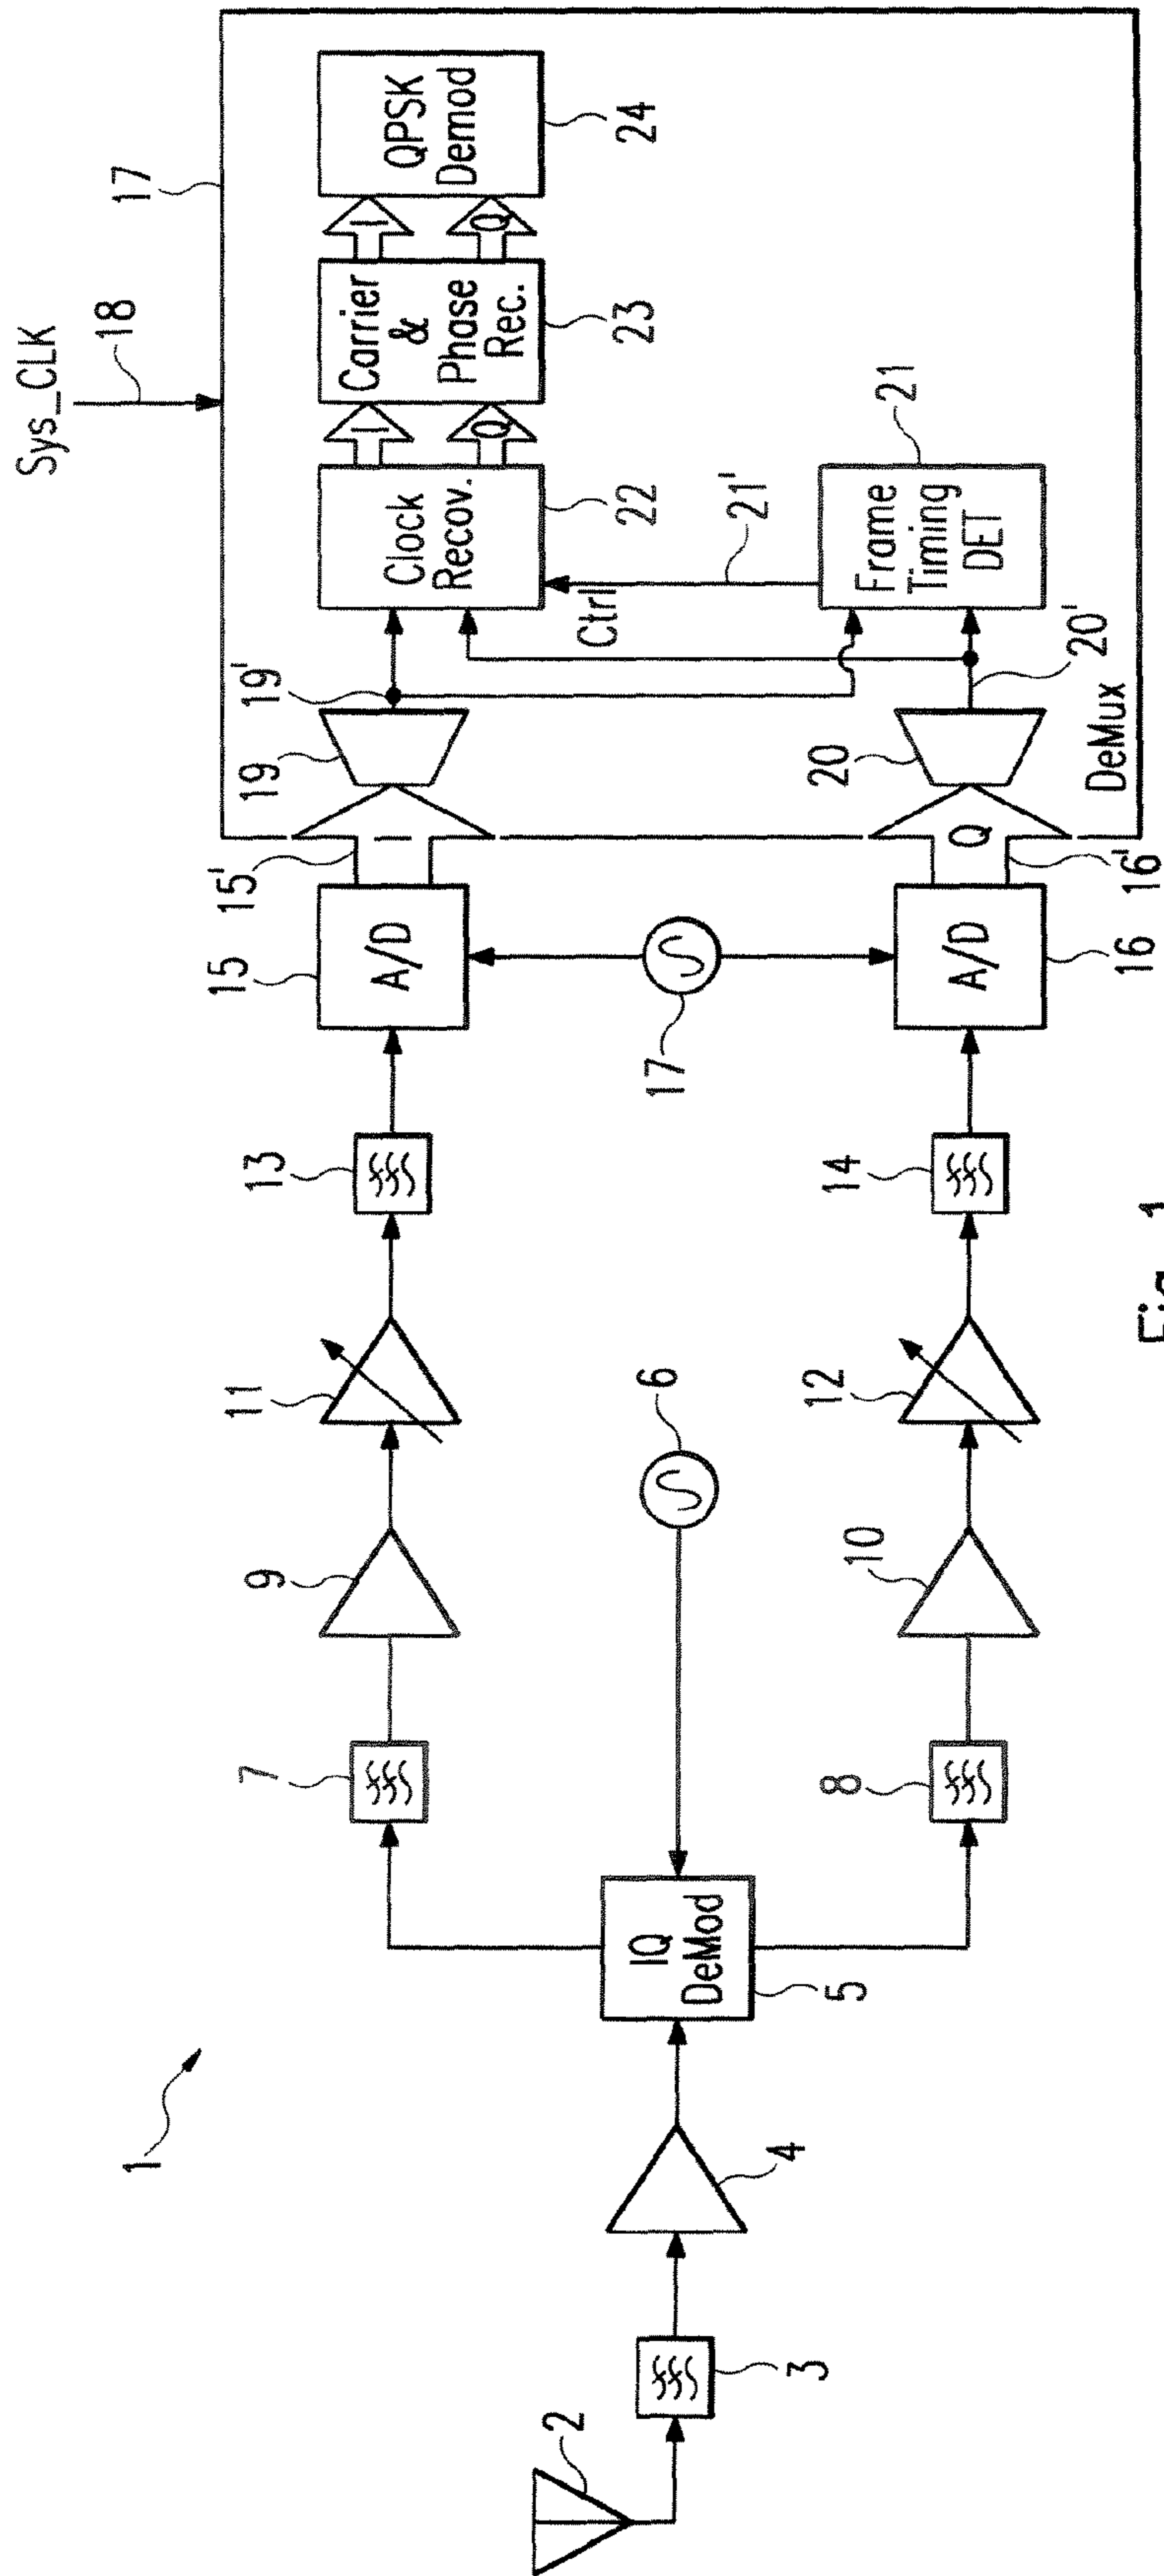 Sys_CLK
18
17
QPSK
Demod
24
I
Q
Carrier
&
Phase
Rec.
23
I
Q
Clock
Recov.
22
Ctrl
21'
21
Frame
Timing
DET
19'
19
20'
20
DeMux
I
15'
Q
16'
15
A/D
17
A/D
16
13
14
11
12
9
6
10
7
8
IQ
DeMod
5
1
4
3
2